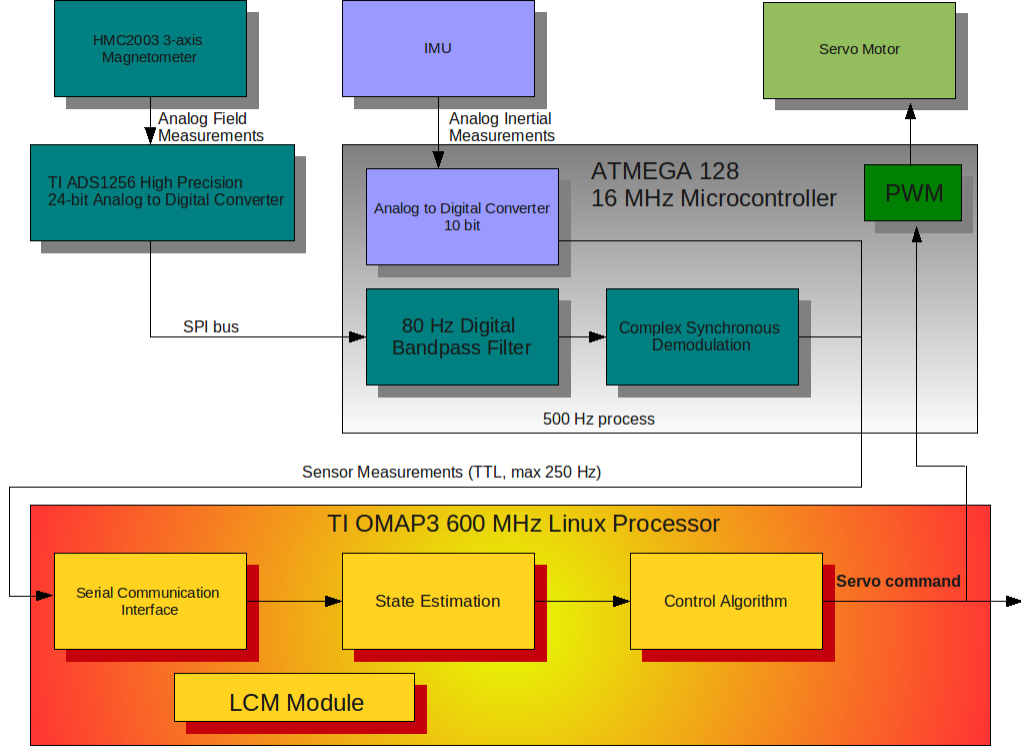 HMC2003 3-axis
Magnetometer
IMU
Servo Motor
Analog Field
Measurements
Analog Inertial
Measurements
TI ADS1256 High Precision
24-bit Analog to Digital Converter
ATMEGA 128
16 MHz Microcontroller
PWM
Analog to Digital Converter
10 bit
SPI bus
80 Hz Digital
Bandpass Filter
Complex Synchronous
Demodulation
500 Hz process
Sensor Measurements (TTL, max 250 Hz)
TI OMAP3 600 MHz Linux Processor
Serial Communication
Interface
State Estimation
Control Algorithm
Servo command
LCM Module